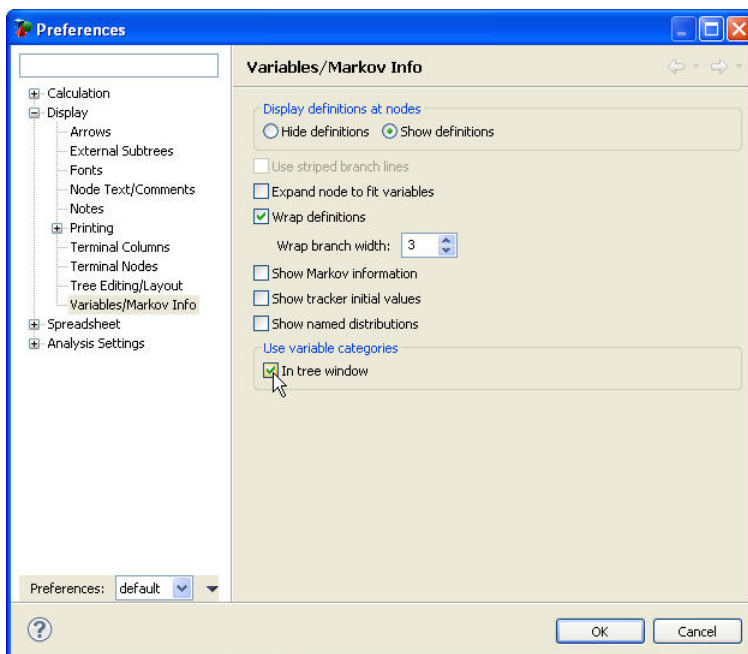 Preferences
Calculation
Display
Arrows
External Subtrees
Fonts
Node Text/Comments
Notes
Printing
Terminal Columns
Terminal Nodes
Tree Editing/Layout
Variables/Markov Info
Spreadsheet
Analysis Settings
Preferences: default
Variables/Markov Info
Display definitions at nodes
Hide definitions Show definitions
Use striped branch lines
Expand node to fit variables
Wrap definitions
Wrap branch width: 3
Show Markov information
Show tracker initial values
Show named distributions
Use variable categories
In tree window
? OK Cancel